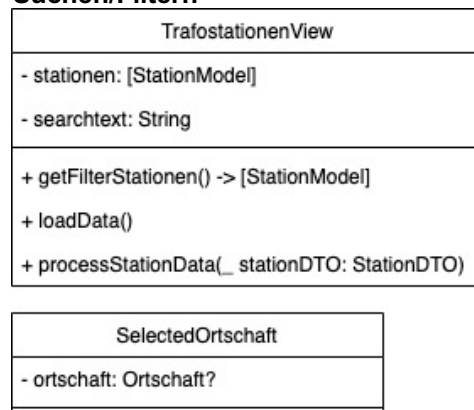 Suchen/Filtern
TrafostationenView
- stationen: [StationModel]
- searchtext: String
+ getFilterStationen() -> [StationModel]
+ loadData()
+ processStationData(_ stationDTO: StationDTO)
SelectedOrtschaft
- ortschaft: Ortschaft?